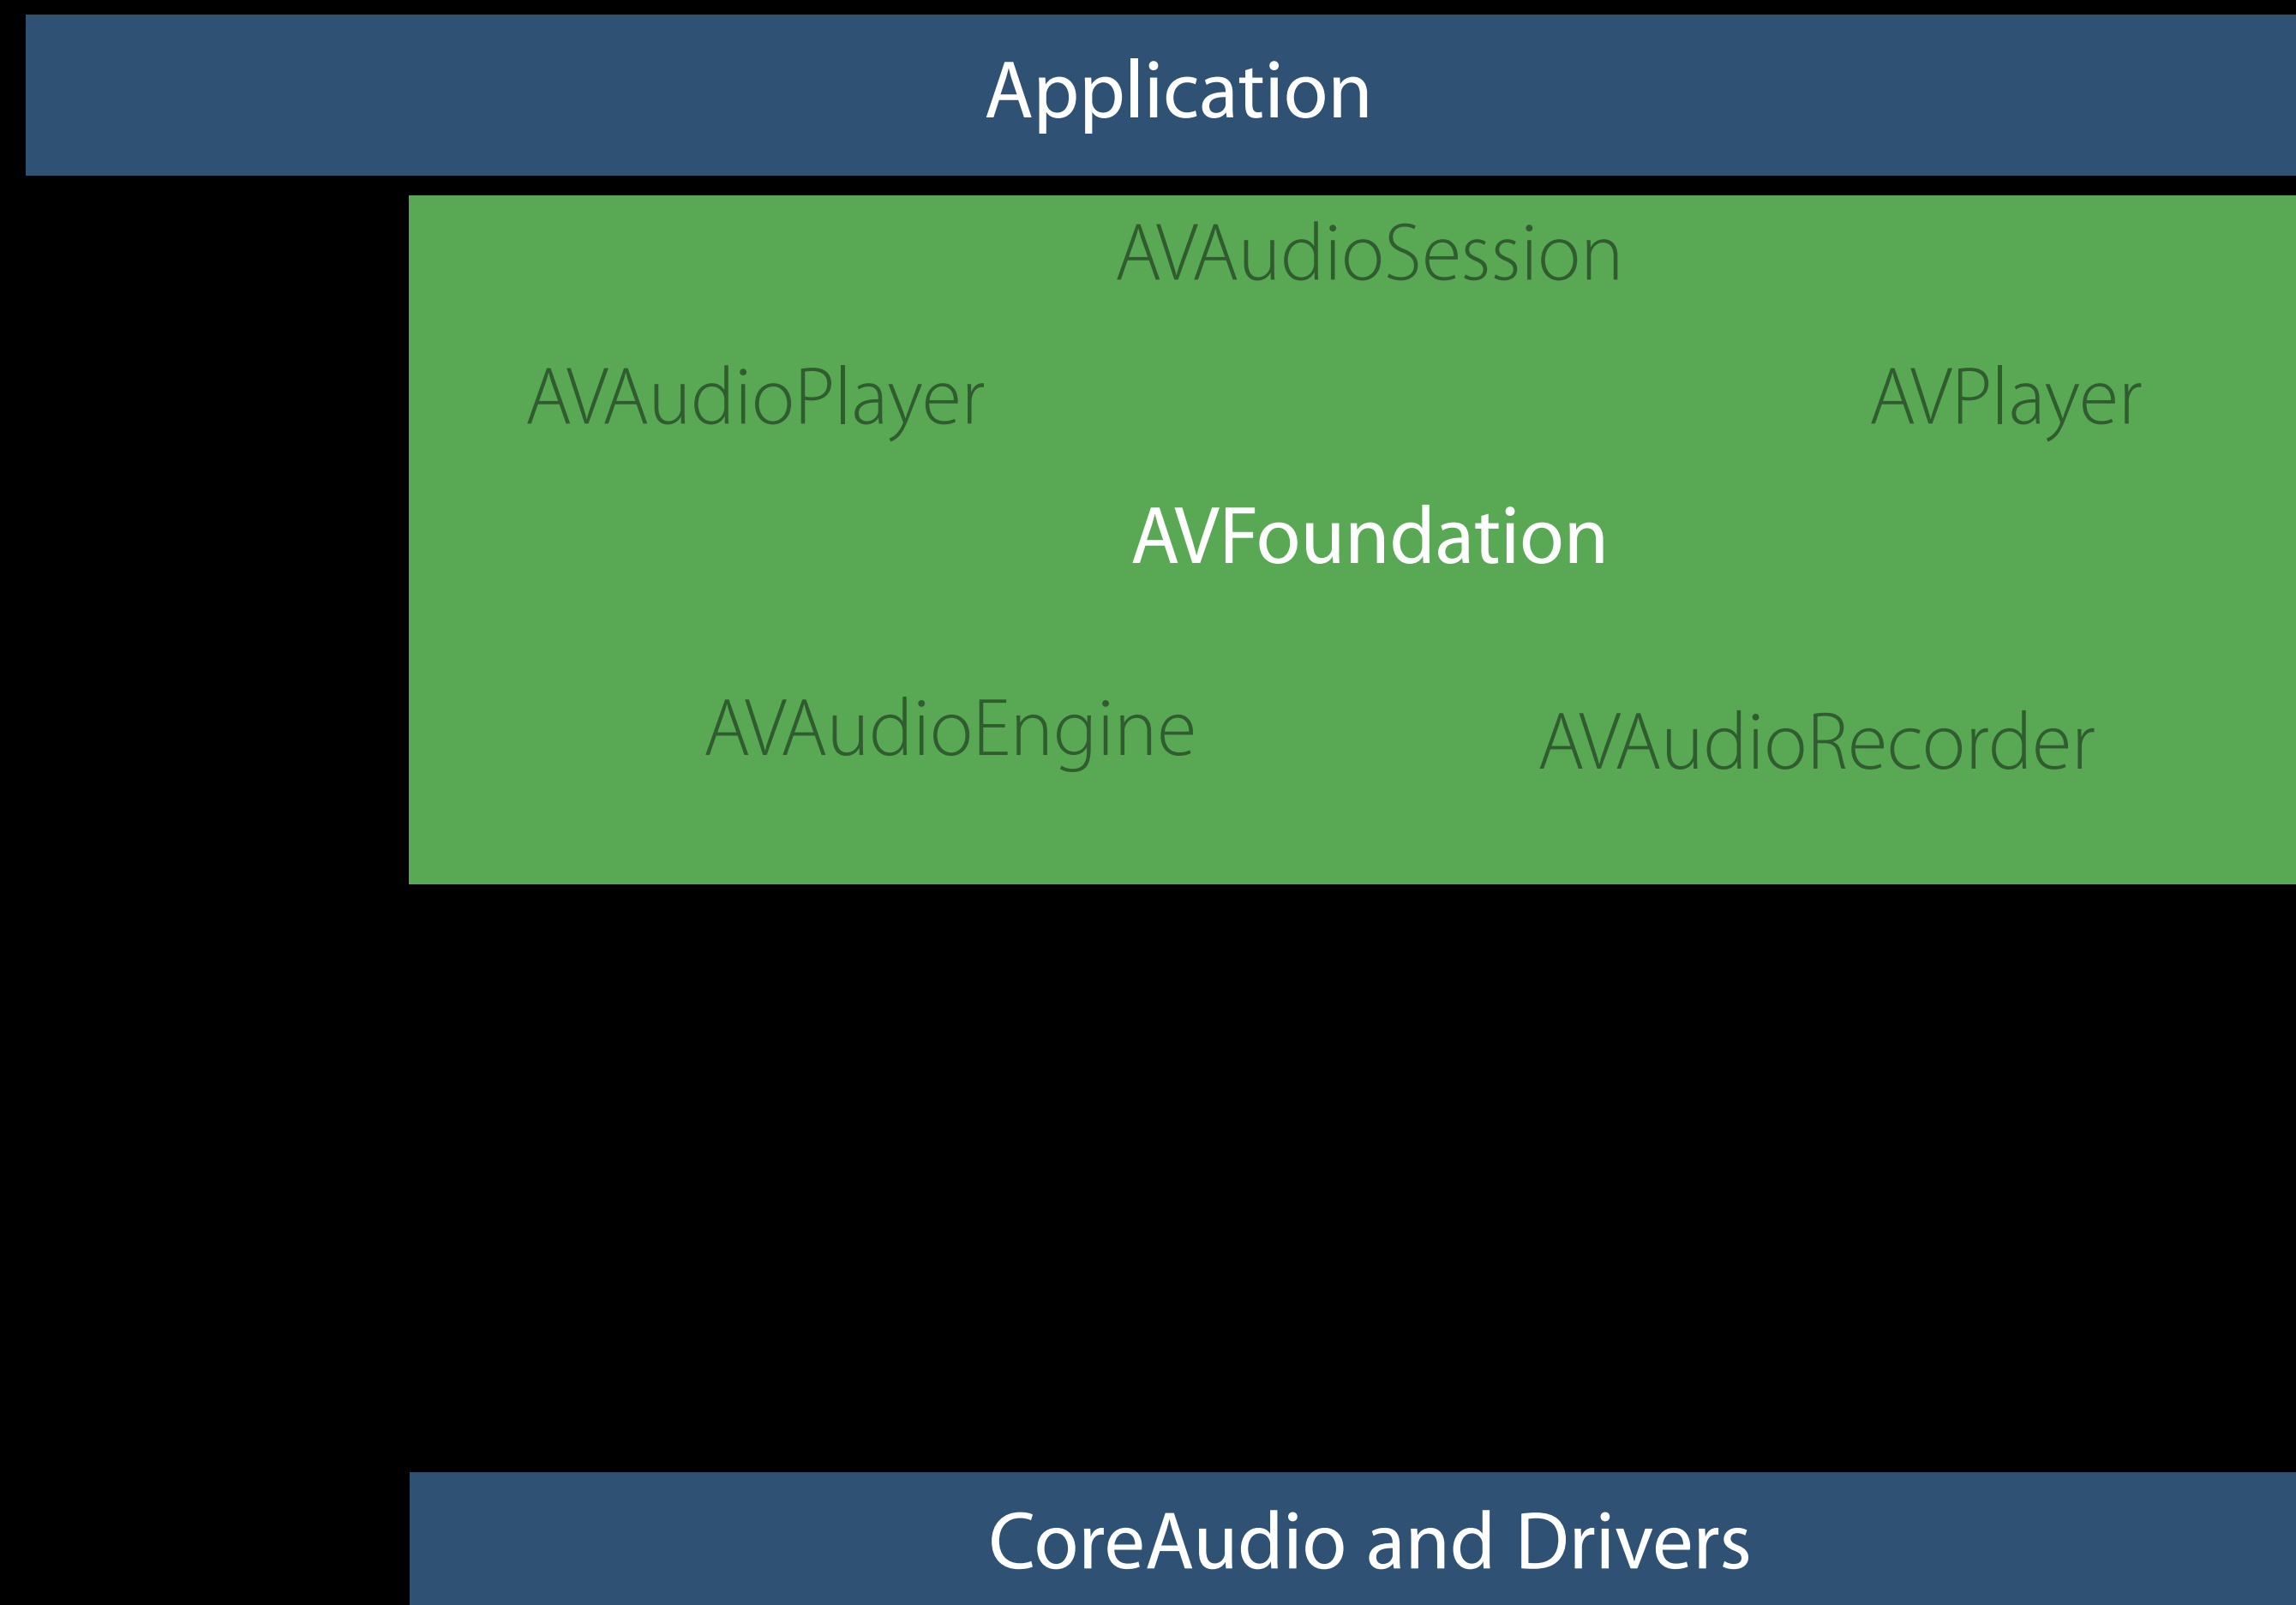 Application
AVAudioSession
AVAudioPlayer
AVPlayer
AVFoundation
AVAudioEngine
AVAudioRecorder
CoreAudio and Drivers